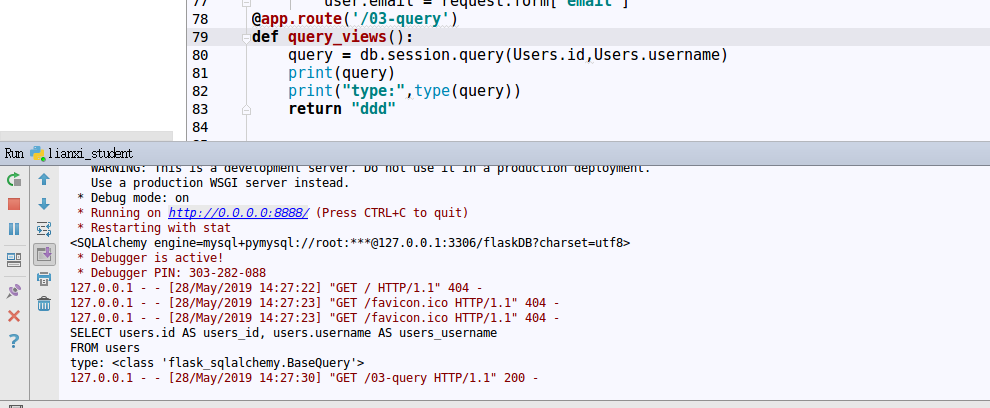 77 user.email = request.form['email']
78 @app.route('/03-query')
79 def query_views():
80 query = db.session.query(Users.id,Users.username)
81 print(query)
82 print("type:",type(query))
83 return "ddd"
84
Run lianxi_student
WARNING: This is a development server. Do not use it in a production deployment.
Use a production WSGI server instead.
* Debug mode: on
* Running on http://0.0.0.0:8888/ (Press CTRL+C to quit)
* Restarting with stat
<SQLAlchemy engine=mysql+pymysql://root:***@127.0.0.1:3306/flaskDB?charset=utf8>
* Debugger is active!
* Debugger PIN: 303-282-088
127.0.0.1 - - [28/May/2019 14:27:22] "GET / HTTP/1.1" 404 -
127.0.0.1 - - [28/May/2019 14:27:23] "GET /favicon.ico HTTP/1.1" 404 -
127.0.0.1 - - [28/May/2019 14:27:23] "GET /favicon.ico HTTP/1.1" 404 -
SELECT users.id AS users_id, users.username AS users_username
FROM users
type: <class 'flask_sqlalchemy.BaseQuery'>
127.0.0.1 - - [28/May/2019 14:27:30] "GET /03-query HTTP/1.1" 200 -